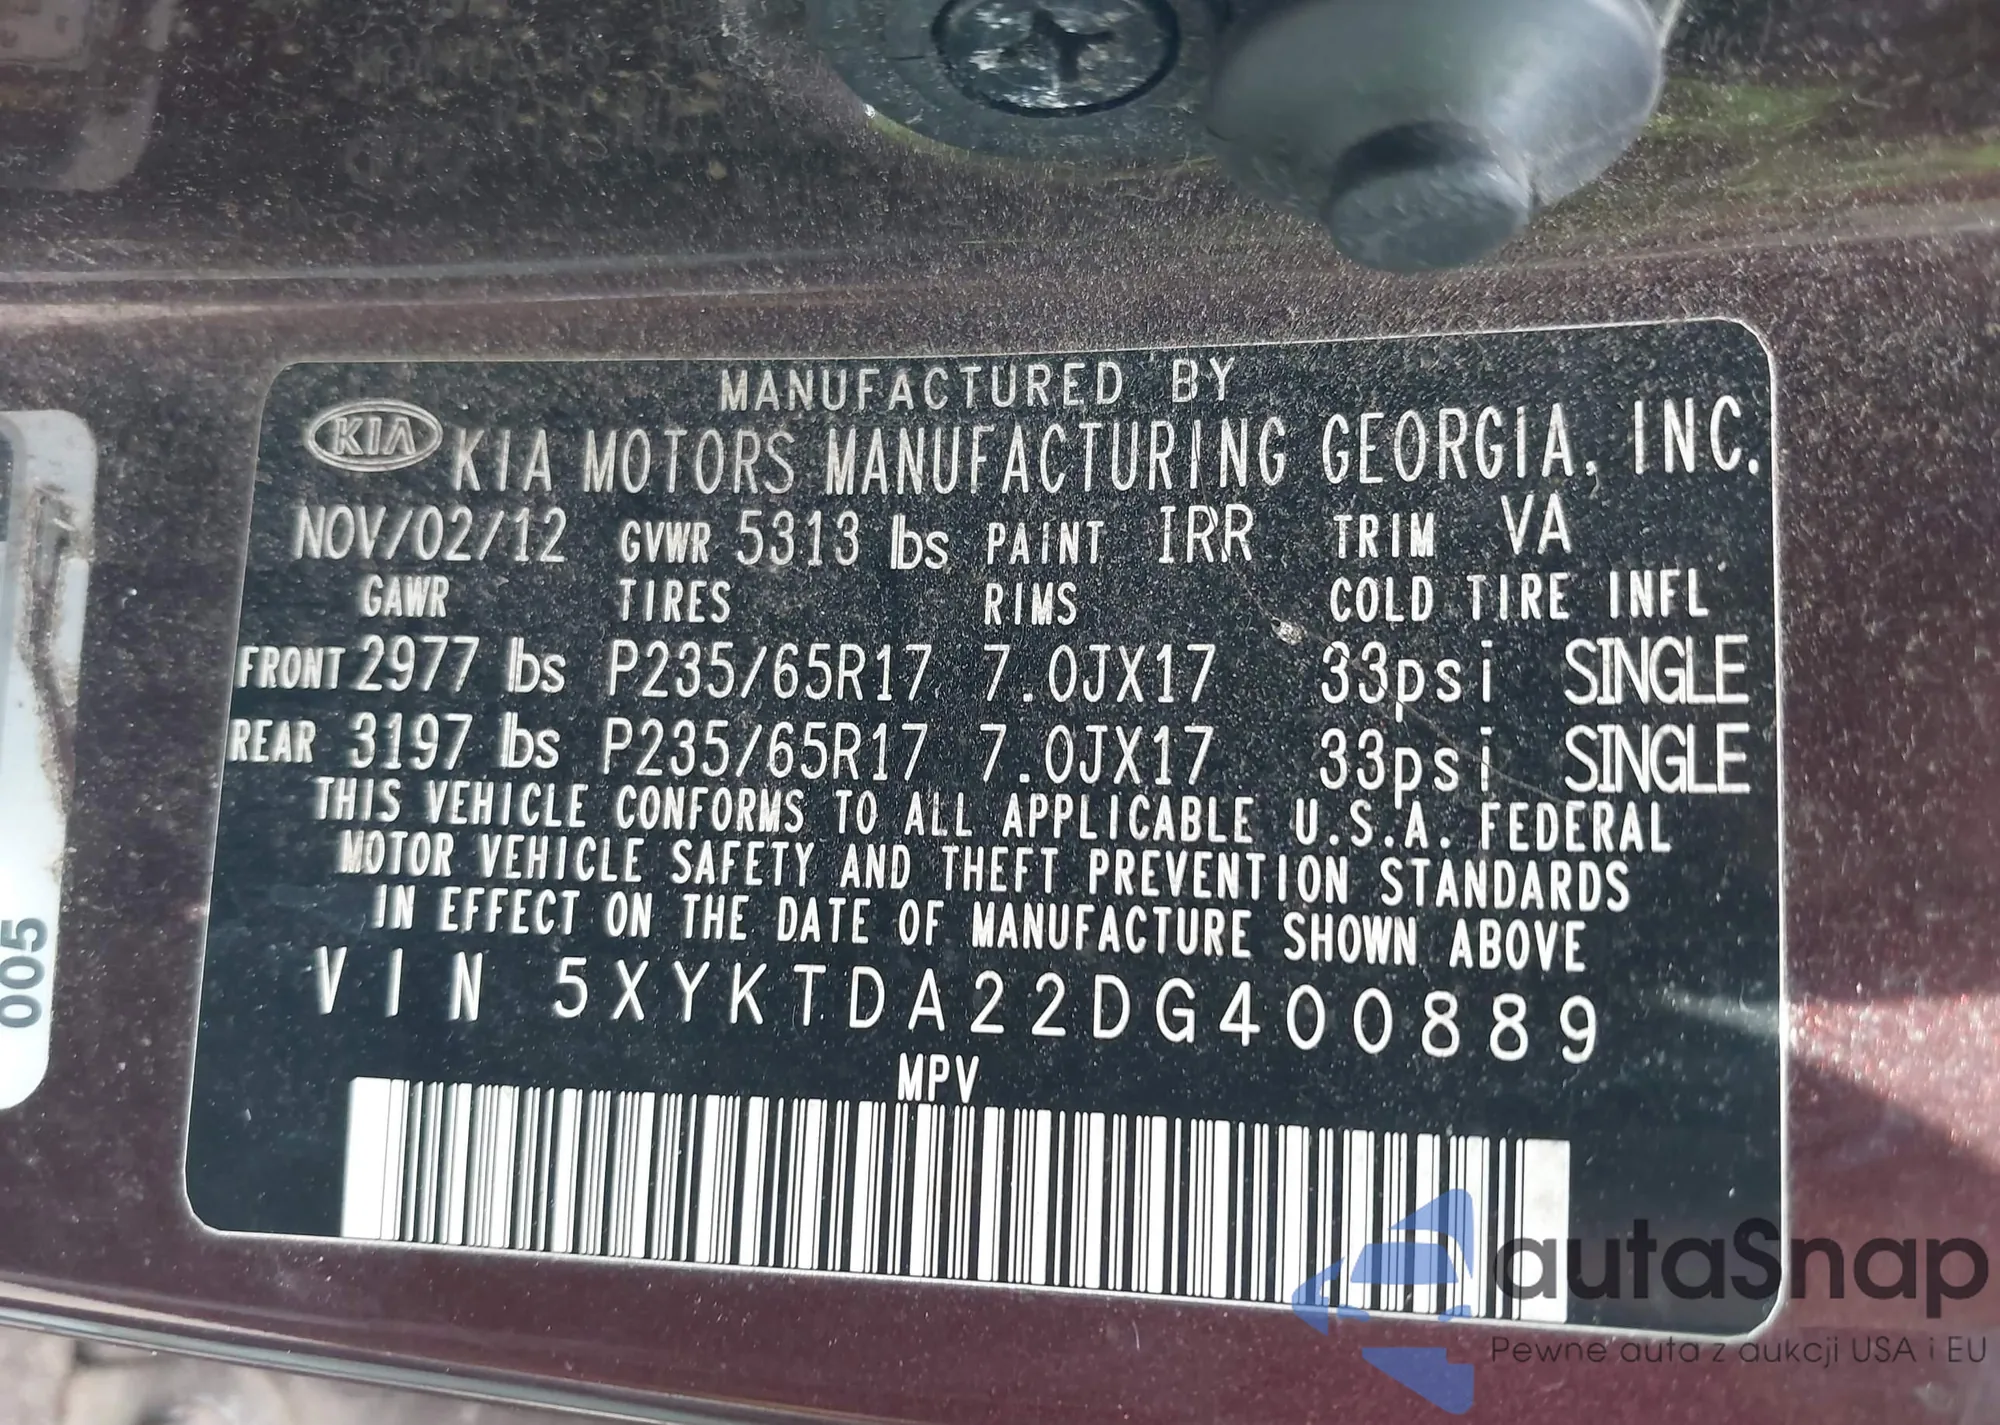 MANUFACTURED BY
KIA KIA MOTORS MANUFACTURING GEORGIA, INC.
NOV/02/12 GVWR 5313 lbs PAINT IRR TRIM VA
GAWR TIRES RIMS COLD TIRE INFL
FRONT 2977 lbs P235/65R17 7.0JX17 33psi SINGLE
REAR 3197 lbs P235/65R17 7.0JX17 33psi SINGLE
THIS VEHICLE CONFORMS TO ALL APPLICABLE U.S.A. FEDERAL
MOTOR VEHICLE SAFETY AND THEFT PREVENTION STANDARDS
IN EFFECT ON THE DATE OF MANUFACTURE SHOWN ABOVE
VIN 5XYKTDA22DG400889
MPV
005
autaSnap
Pewne auta z aukcji USA i EU